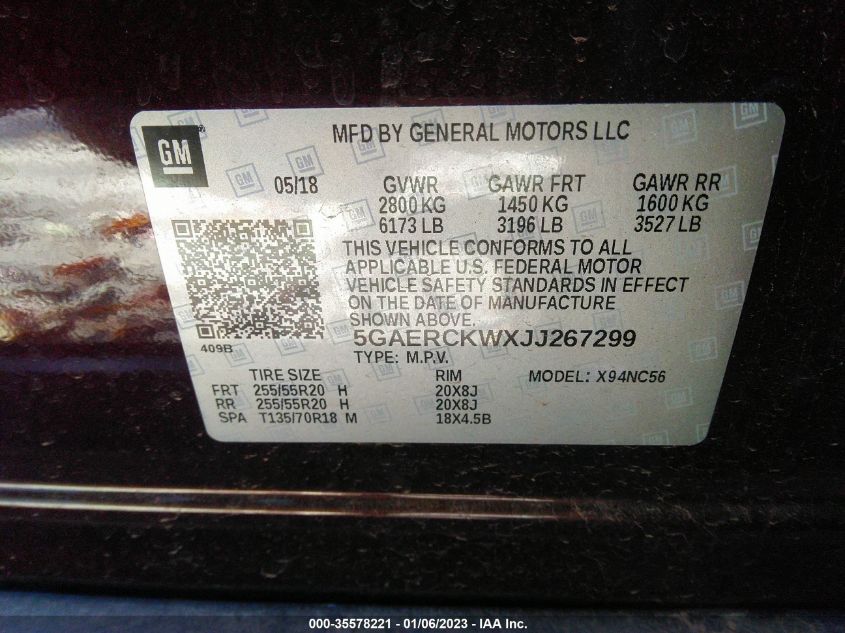 GM
MFD BY GENERAL MOTORS LLC
05/18 GVWR GAWR FRT GAWR RR
2800 KG 1450 KG 1600 KG
6173 LB 3196 LB 3527 LB
THIS VEHICLE CONFORMS TO ALL
APPLICABLE U.S. FEDERAL MOTOR
VEHICLE SAFETY STANDARDS IN EFFECT
ON THE DATE OF MANUFACTURE
SHOWN ABOVE.
409B
5GAERCKWXJJ267299
TYPE: M.P.V.
TIRE SIZE RIM MODEL: X94NC56
FRT 255/55R20 H 20X8J
RR 255/55R20 H 20X8J
SPA T135/70R18 M 18X4.5B
000-35578221 - 01/06/2023 - IAA Inc.